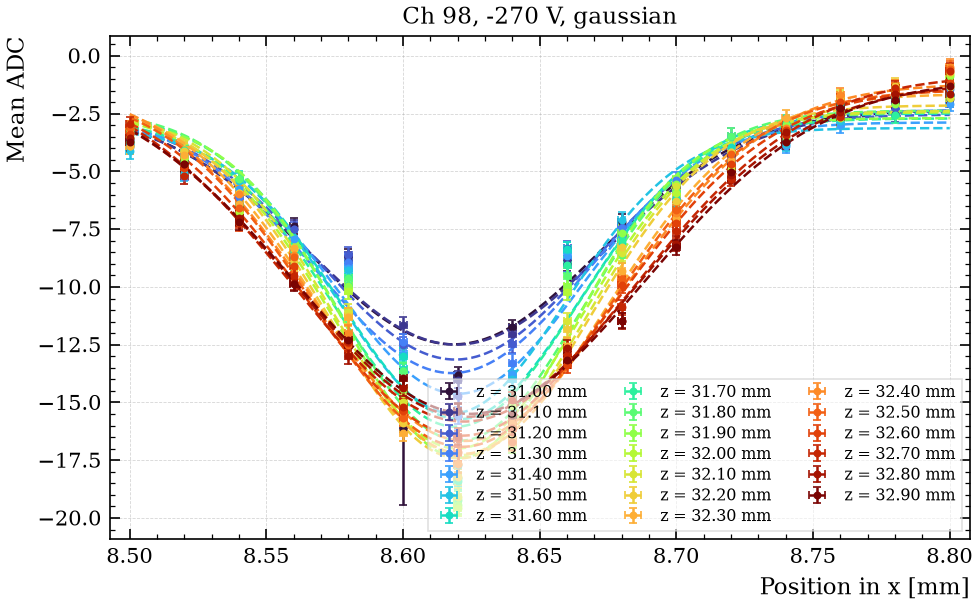 Ch 98, -270 V, gaussian
Mean ADC
0.0
−2.5
−5.0
−7.5
−10.0
−12.5
−15.0
−17.5
−20.0
z = 31.00 mm
z = 31.10 mm
z = 31.20 mm
z = 31.30 mm
z = 31.40 mm
z = 31.50 mm
z = 31.60 mm
z = 31.70 mm
z = 31.80 mm
z = 31.90 mm
z = 32.00 mm
z = 32.10 mm
z = 32.20 mm
z = 32.30 mm
z = 32.40 mm
z = 32.50 mm
z = 32.60 mm
z = 32.70 mm
z = 32.80 mm
z = 32.90 mm
8.50 8.55 8.60 8.65 8.70 8.75 8.80
Position in x [mm]